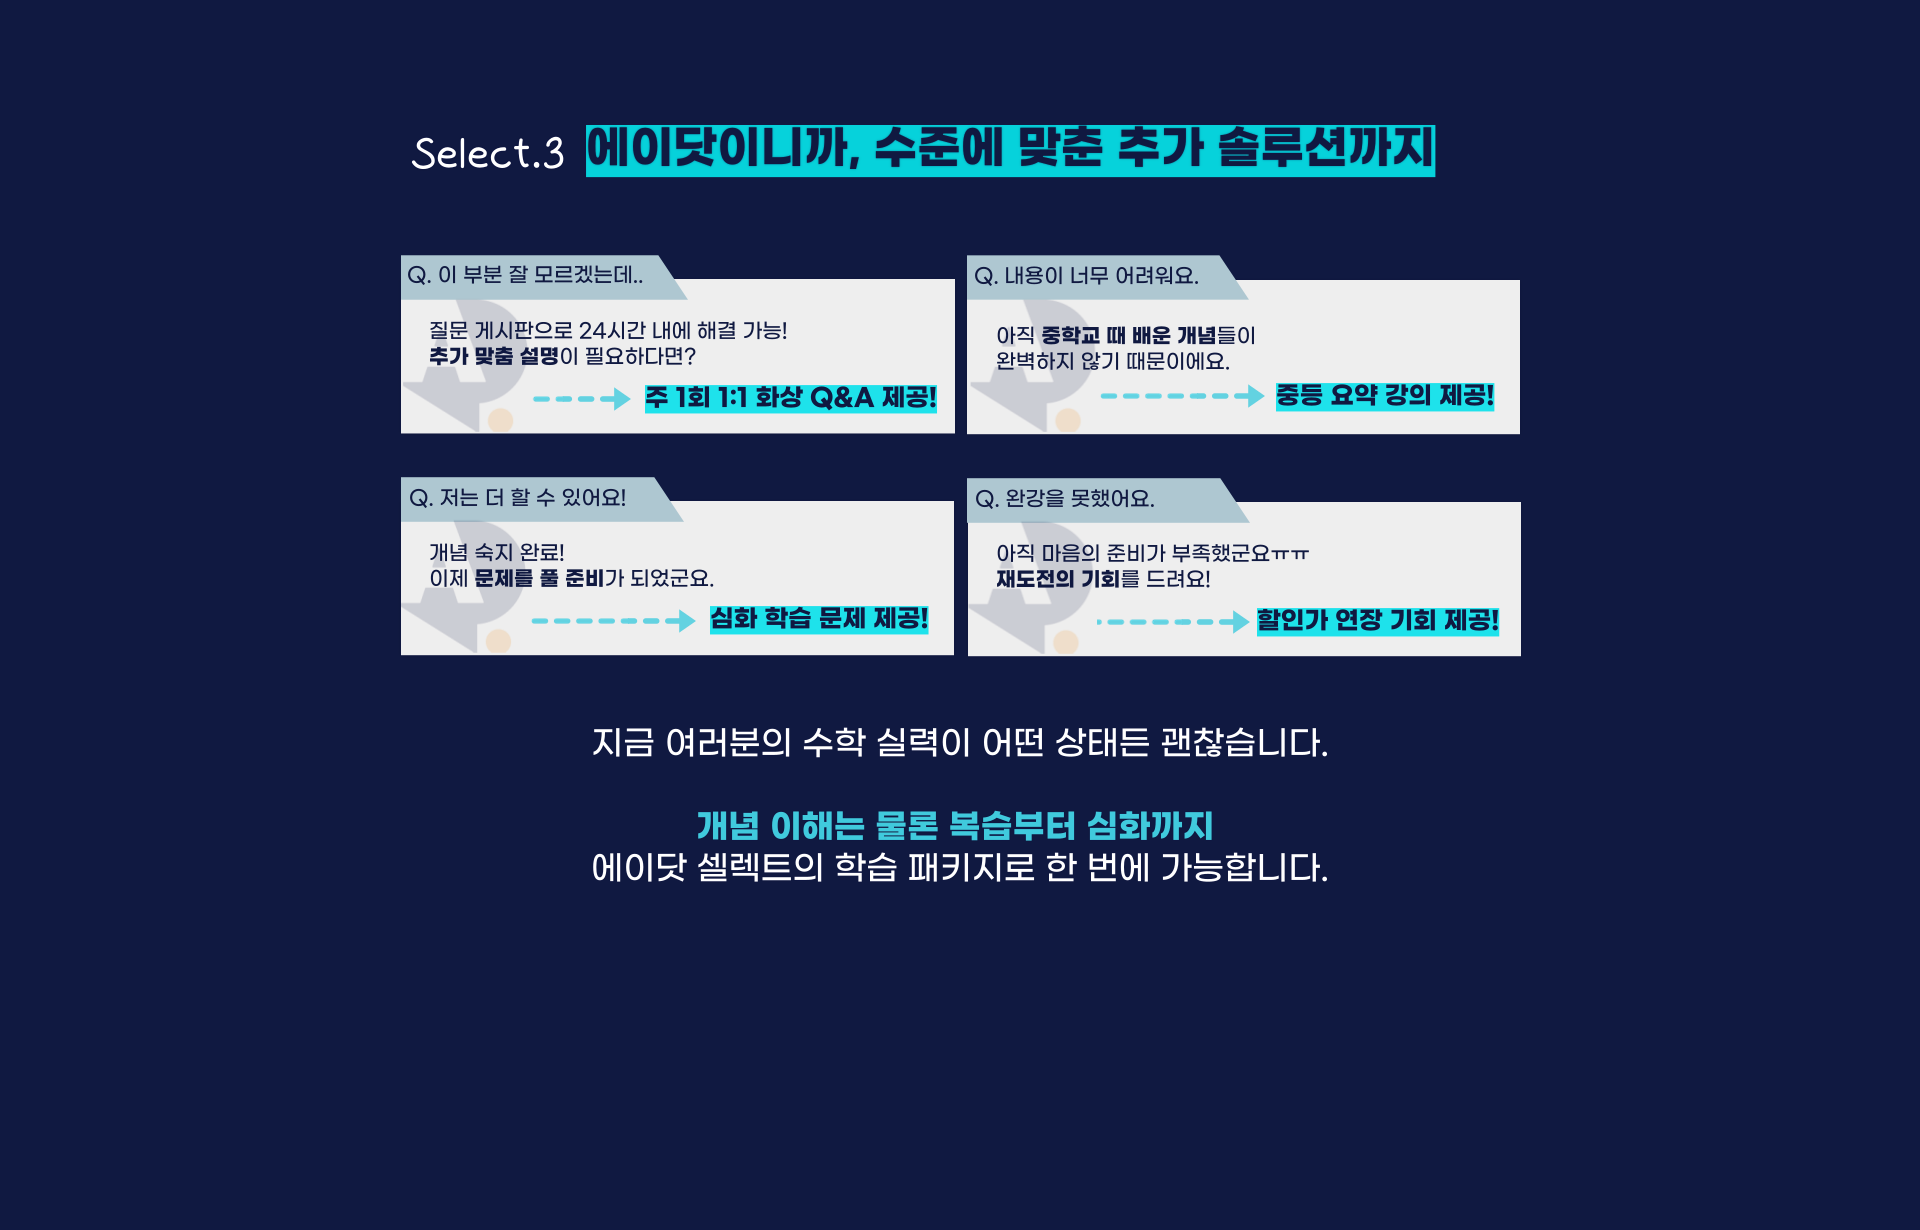 Select.3 에이닷이니까, 수준에 맞춘 추가 솔루션까지
Q. 이 부분 잘 모르겠는데..
질문 게시판으로 24시간 내에 해결 가능!
추가 맞춤 설명이 필요하다면?
주 1회 1:1 화상 Q&A 제공!
Q. 내용이 너무 어려워요.
아직 중학교 때 배운 개념들이
완벽하지 않기 때문이에요.
중등 요약 강의 제공!
Q. 저는 더 할 수 있어요!
개념 숙지 완료!
이제 문제를 풀 준비가 되었군요.
심화 학습 문제 제공!
Q. 완강을 못했어요.
아직 마음의 준비가 부족했군요ㅠㅠ
재도전의 기회를 드려요!
할인가 연장 기회 제공!
지금 여러분의 수학 실력이 어떤 상태든 괜찮습니다.
개념 이해는 물론 복습부터 심화까지
에이닷 셀렉트의 학습 패키지로 한 번에 가능합니다.